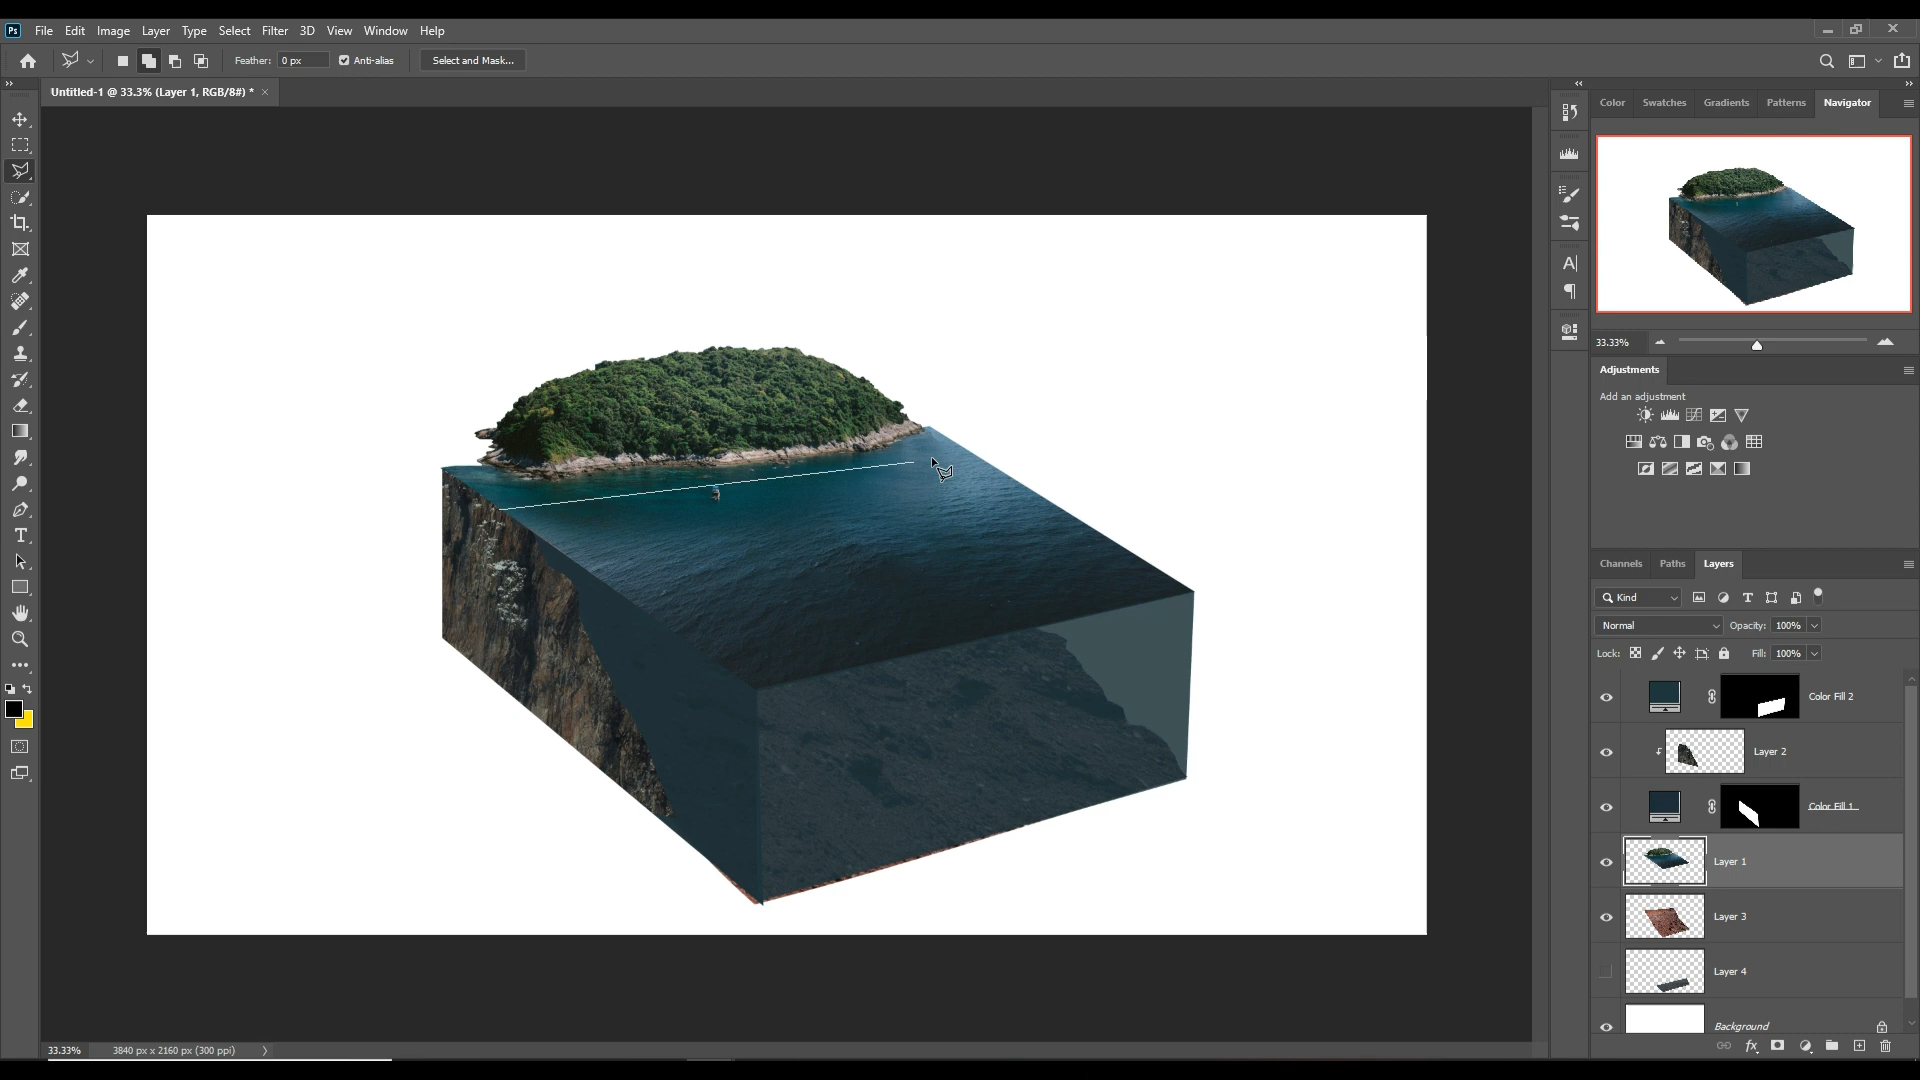 Ps File Edit Image Layer Type Select Filter 3D View Window Help
Feather: 0 px Anti-alias Select and Mask...
Untitled-1 @ 33.3% (Layer 1, RGB/8#) * ×
Color Swatches Gradients Patterns Navigator
33.33%
Adjustments
Add an adjustment
Channels Paths Layers
Kind
Normal Opacity: 100%
Lock: Fill: 100%
Color Fill 2
Layer 2
Color Fill 1
Layer 1
Layer 3
Layer 4
Background
33.33% 3840 px x 2160 px (300 ppi)